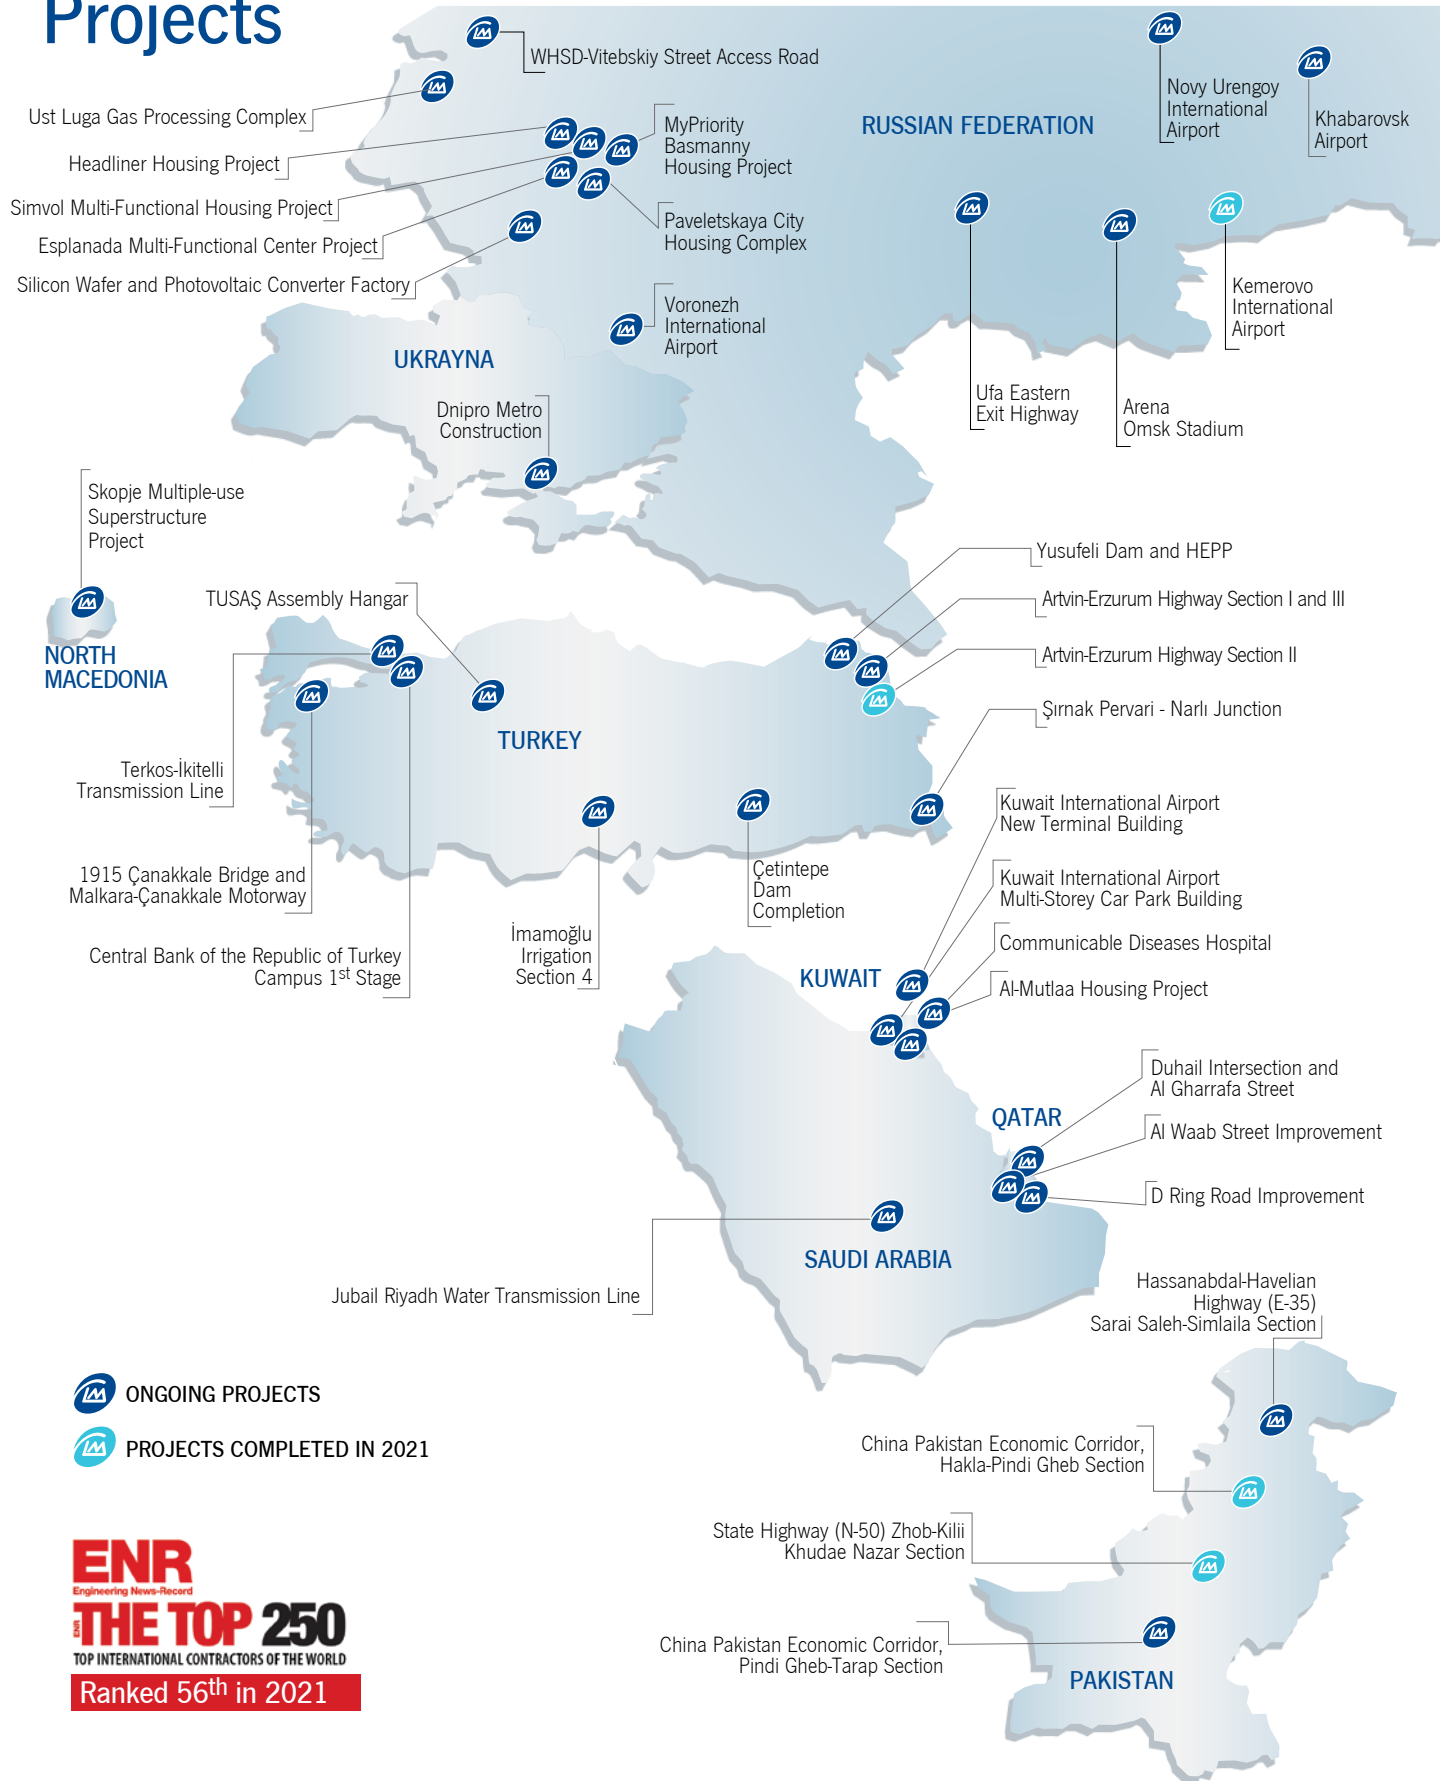 Projects
WHSD-Vitebskiy Street Access Road
Ust Luga Gas Processing Complex
Headliner Housing Project
Simvol Multi-Functional Housing Project
Esplanada Multi-Functional Center Project
Silicon Wafer and Photovoltaic Converter Factory
MyPriority
Basmanny
Housing Project
Paveletskaya City
Housing Complex
Voronezh
International
Airport
RUSSIAN FEDERATION
Novy Urengoy
International
Airport
Khabarovsk
Airport
Kemerovo
International
Airport
Ufa Eastern
Exit Highway
Arena
Omsk Stadium
UKRAYNA
Dnipro Metro
Construction
Skopje Multiple-use
Superstructure
Project
NORTH
MACEDONIA
TUSAŞ Assembly Hangar
TURKEY
Yusufeli Dam and HEPP
Artvin-Erzurum Highway Section I and III
Artvin-Erzurum Highway Section II
Şırnak Pervari - Narlı Junction
Terkos-İkitelli
Transmission Line
1915 Çanakkale Bridge and
Malkara-Çanakkale Motorway
Central Bank of the Republic of Turkey
Campus 1st Stage
İmamoğlu
Irrigation
Section 4
Çetintepe
Dam
Completion
Kuwait International Airport
New Terminal Building
Kuwait International Airport
Multi-Storey Car Park Building
Communicable Diseases Hospital
Al-Mutlaa Housing Project
KUWAIT
Duhail Intersection and
Al Gharrafa Street
QATAR
Al Waab Street Improvement
D Ring Road Improvement
SAUDI ARABIA
Jubail Riyadh Water Transmission Line
Hassanabdal-Havelian
Highway (E-35)
Sarai Saleh-Simlaila Section
ONGOING PROJECTS
PROJECTS COMPLETED IN 2021
China Pakistan Economic Corridor,
Hakla-Pindi Gheb Section
State Highway (N-50) Zhob-Kilii
Khudae Nazar Section
China Pakistan Economic Corridor,
Pindi Gheb-Tarap Section
PAKISTAN
ENR
Engineering News-Record
ENR THE TOP 250
TOP INTERNATIONAL CONTRACTORS OF THE WORLD
Ranked 56th in 2021